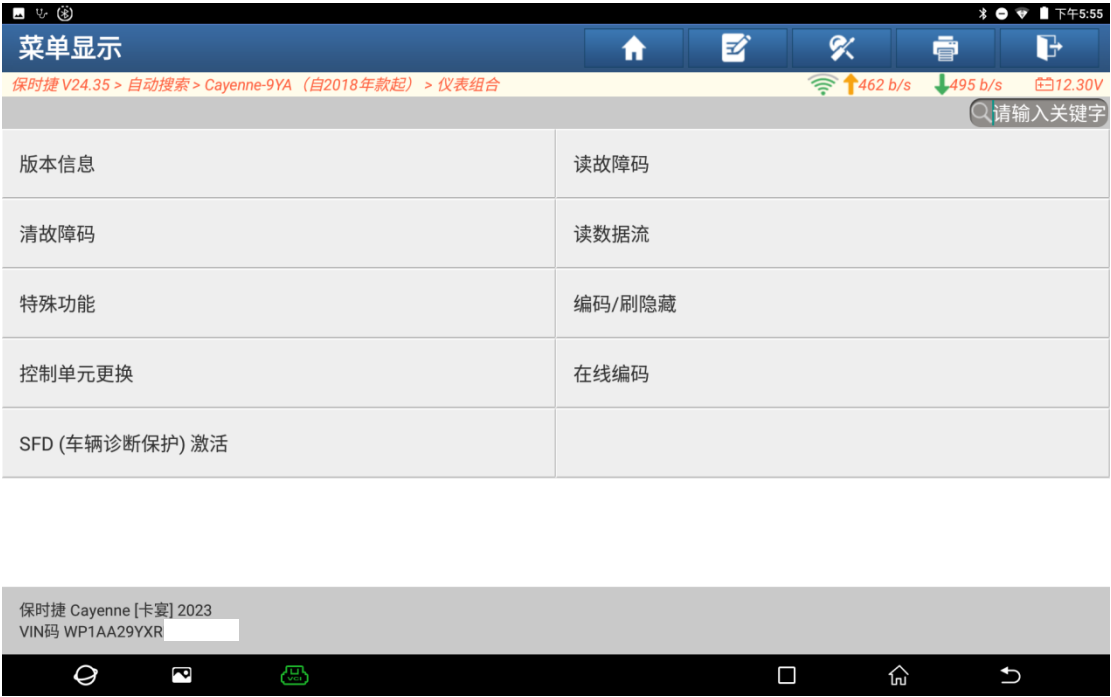 下午5:55
菜单显示
保时捷 V24.35 > 自动搜索 > Cayenne-9YA（自2018年款起） > 仪表组合
462 b/s
495 b/s
12.30V
请输入关键字
版本信息
读故障码
清故障码
读数据流
特殊功能
编码/刷隐藏
控制单元更换
在线编码
SFD (车辆诊断保护) 激活
保时捷 Cayenne [卡宴] 2023
VIN码 WP1AA29YXR
VCI